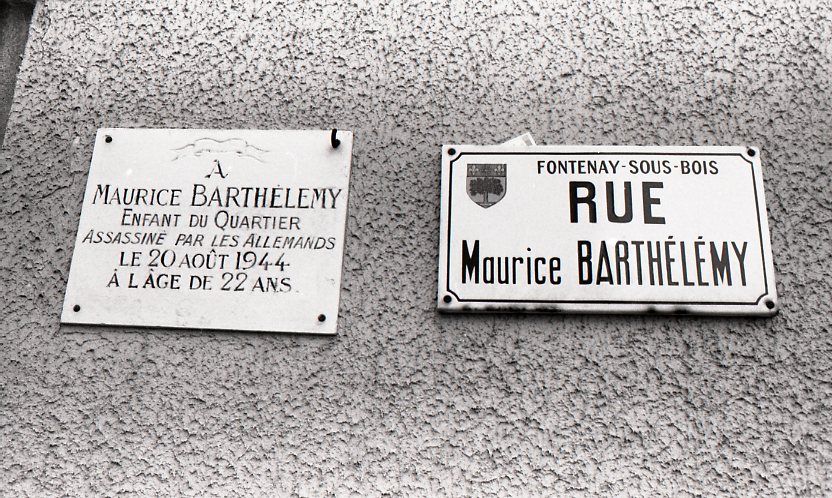 À
MAURICE BARTHÉLEMY
ENFANT DU QUARTIER
ASSASSINÉ PAR LES ALLEMANDS
LE 20 AOÛT 1944
À L'ÂGE DE 22 ANS
FONTENAY-SOUS-BOIS
RUE
Maurice BARTHÉLÉMY